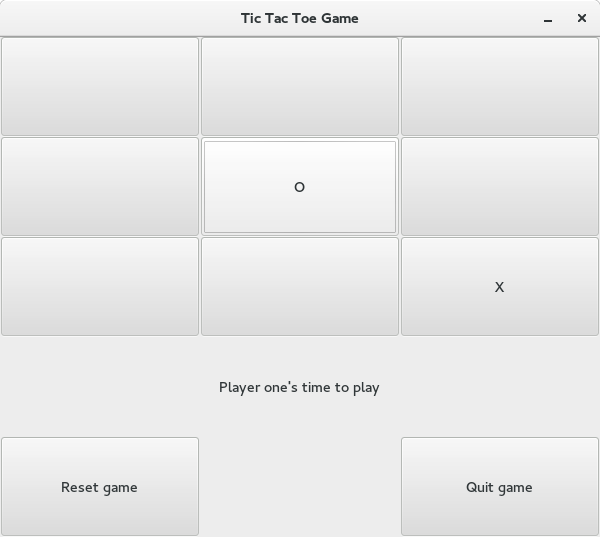 Tic Tac Toe Game
O
X
Player one's time to play
Reset game
Quit game